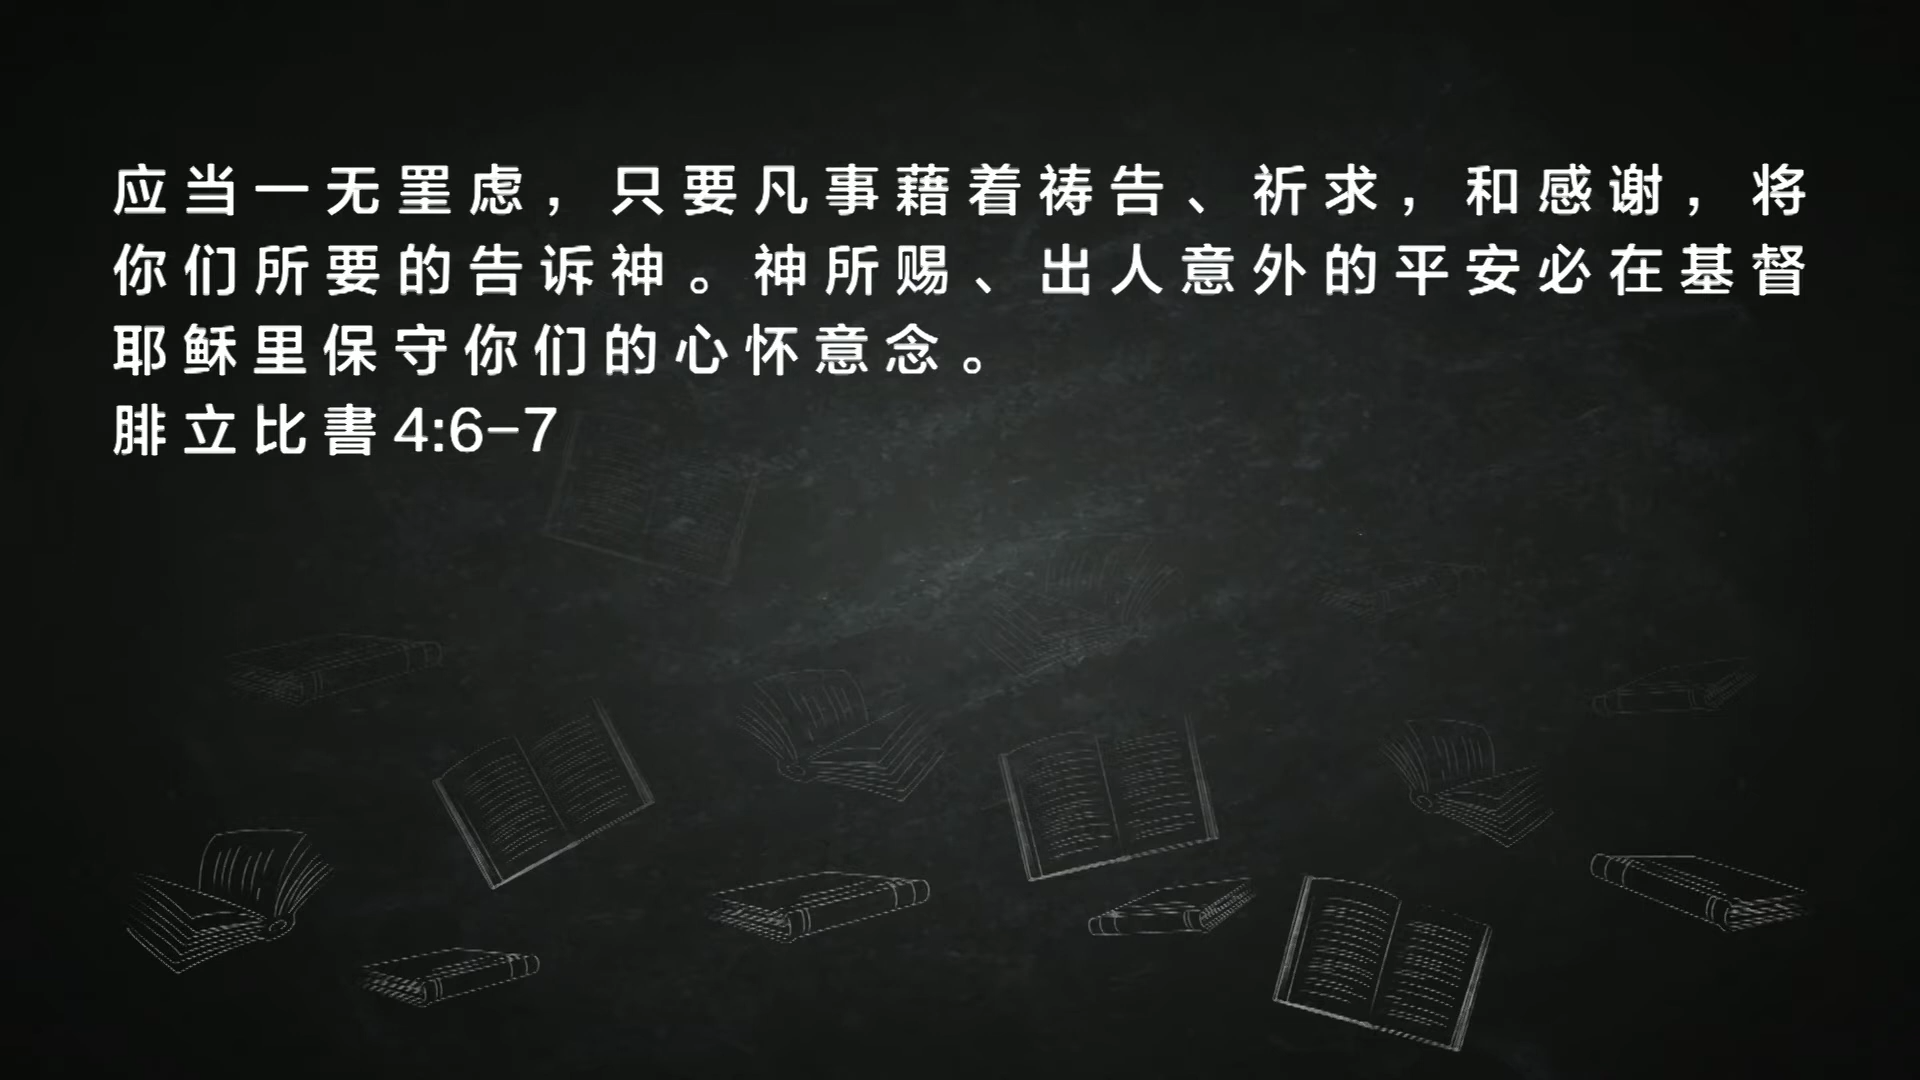 应当一无罣虑，只要凡事藉着祷告、祈求，和感谢，将
你们所要的告诉神。神所赐、出人意外的平安必在基督
耶稣里保守你们的心怀意念。
腓立比書4:6-7